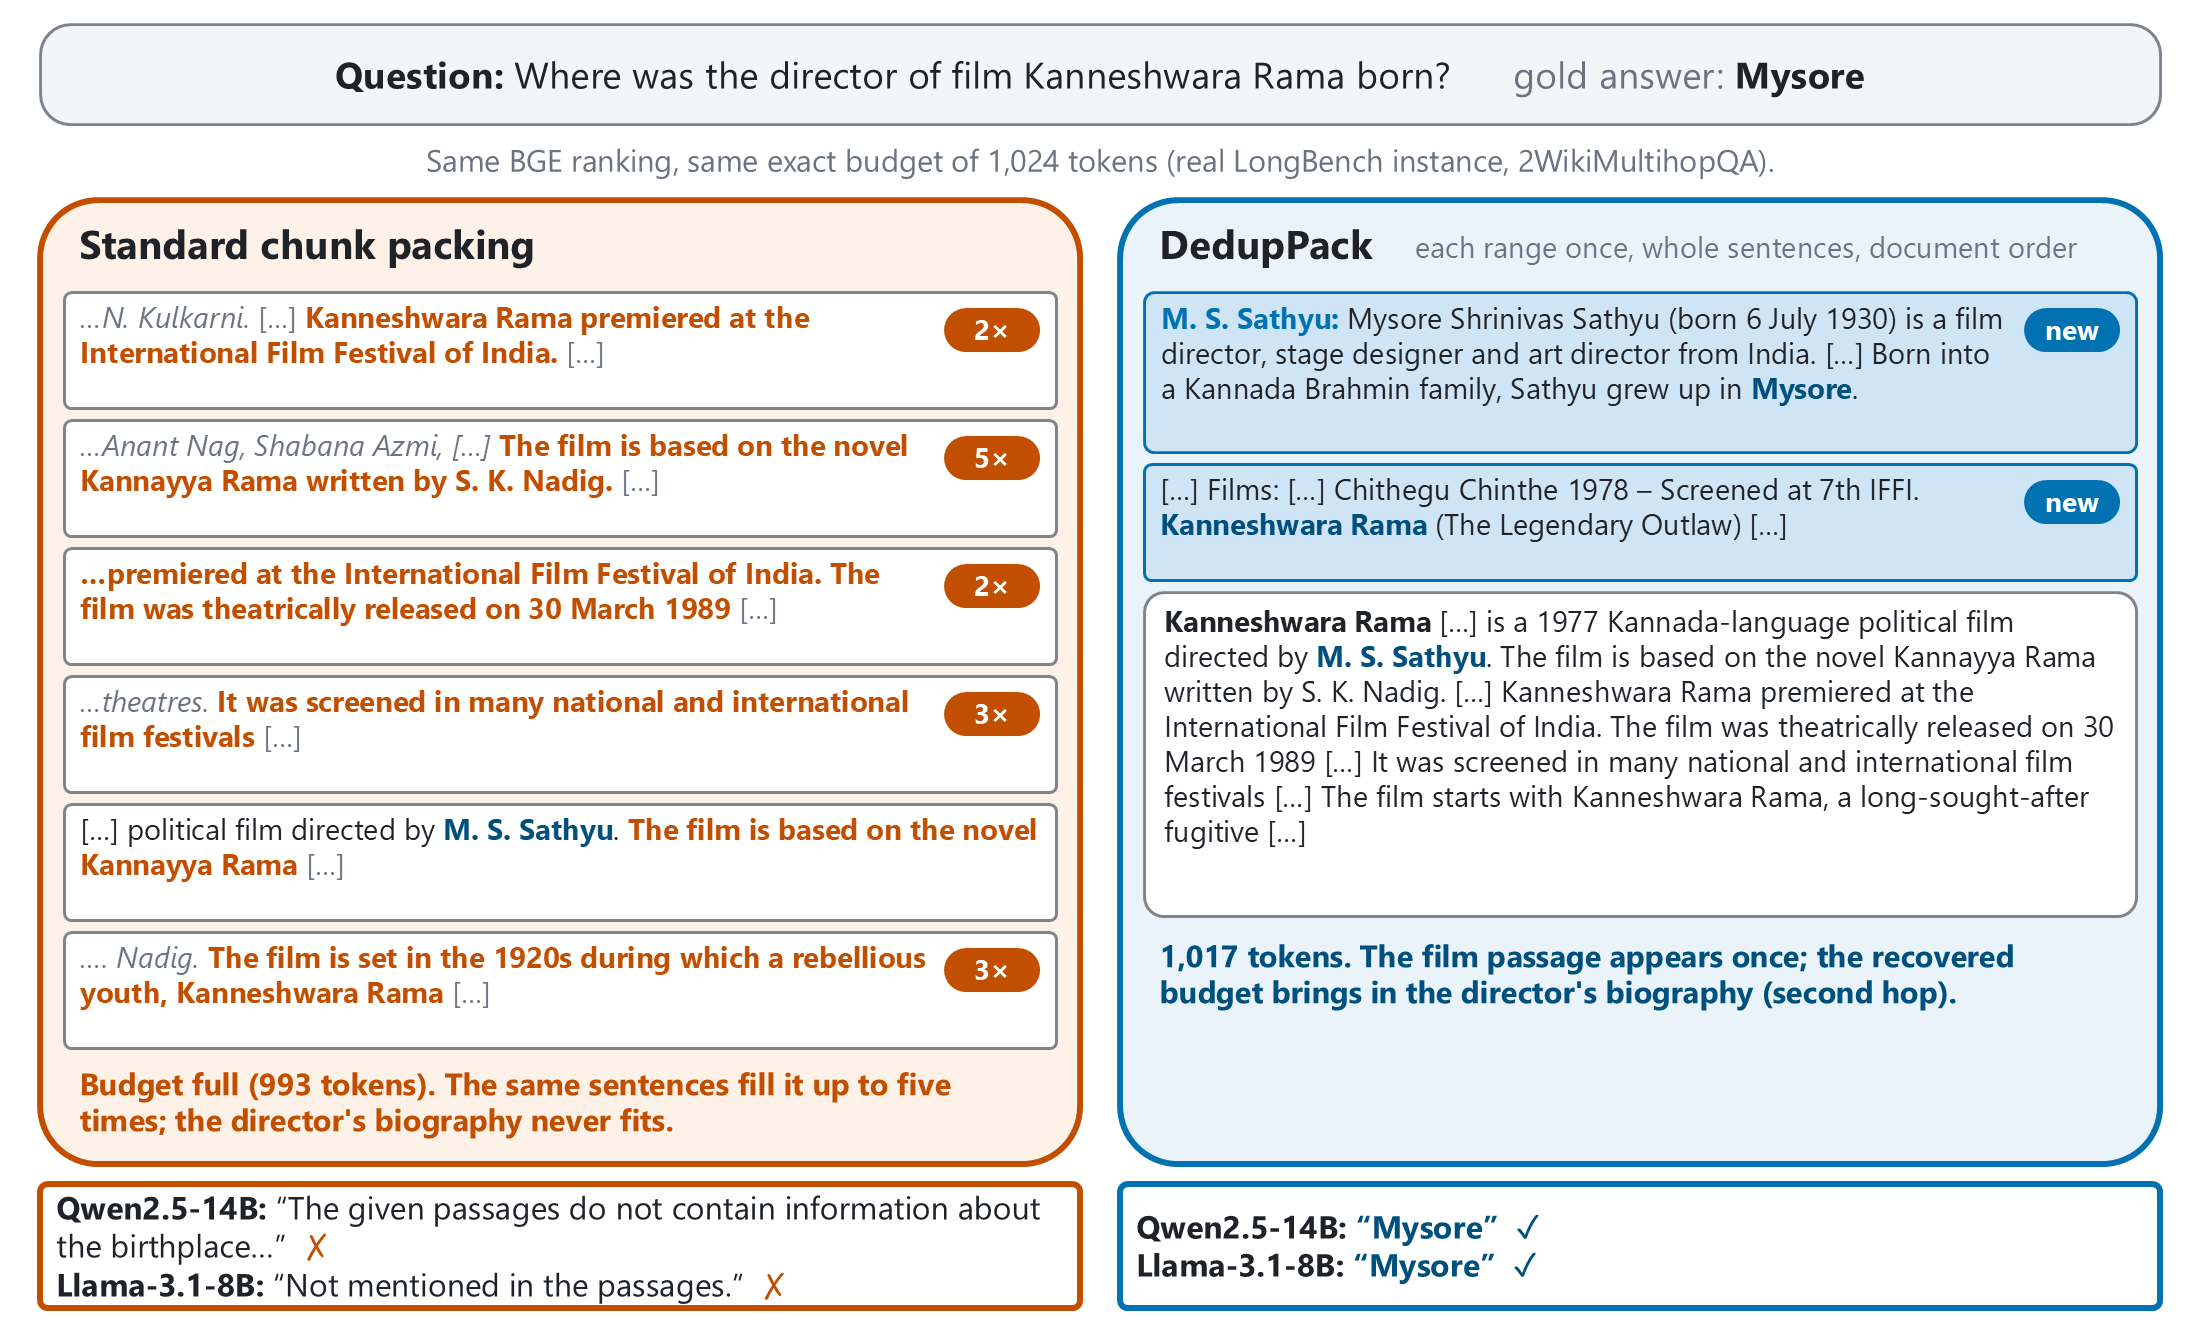 Question: Where was the director of film Kanneshwara Rama born? gold answer: Mysore
Same BGE ranking, same exact budget of 1,024 tokens (real LongBench instance, 2WikiMultihopQA).
Standard chunk packing
...N. Kulkarni. [...] Kanneshwara Rama premiered at the
International Film Festival of India. [...]
2×
...Anant Nag, Shabana Azmi, [...] The film is based on the novel
Kannayya Rama written by S. K. Nadig. [...]
5×
...premiered at the International Film Festival of India. The
film was theatrically released on 30 March 1989 [...]
2×
...theatres. It was screened in many national and international
film festivals [...]
3×
[...] political film directed by M. S. Sathyu. The film is based on the novel
Kannayya Rama [...]
.... Nadig. The film is set in the 1920s during which a rebellious
youth, Kanneshwara Rama [...]
3×
Budget full (993 tokens). The same sentences fill it up to five
times; the director's biography never fits.
Qwen2.5-14B: “The given passages do not contain information about
the birthplace...” ✗
Llama-3.1-8B: “Not mentioned in the passages.” ✗
DedupPack each range once, whole sentences, document order
M. S. Sathyu: Mysore Shrinivas Sathyu (born 6 July 1930) is a film
director, stage designer and art director from India. [...] Born into
a Kannada Brahmin family, Sathyu grew up in Mysore.
new
[...] Films: [...] Chithegu Chinthe 1978 – Screened at 7th IFFI.
Kanneshwara Rama (The Legendary Outlaw) [...]
new
Kanneshwara Rama [...] is a 1977 Kannada-language political film
directed by M. S. Sathyu. The film is based on the novel Kannayya Rama
written by S. K. Nadig. [...] Kanneshwara Rama premiered at the
International Film Festival of India. The film was theatrically released on 30
March 1989 [...] It was screened in many national and international film
festivals [...] The film starts with Kanneshwara Rama, a long-sought-after
fugitive [...]
1,017 tokens. The film passage appears once; the recovered
budget brings in the director's biography (second hop).
Qwen2.5-14B: “Mysore” ✓
Llama-3.1-8B: “Mysore” ✓